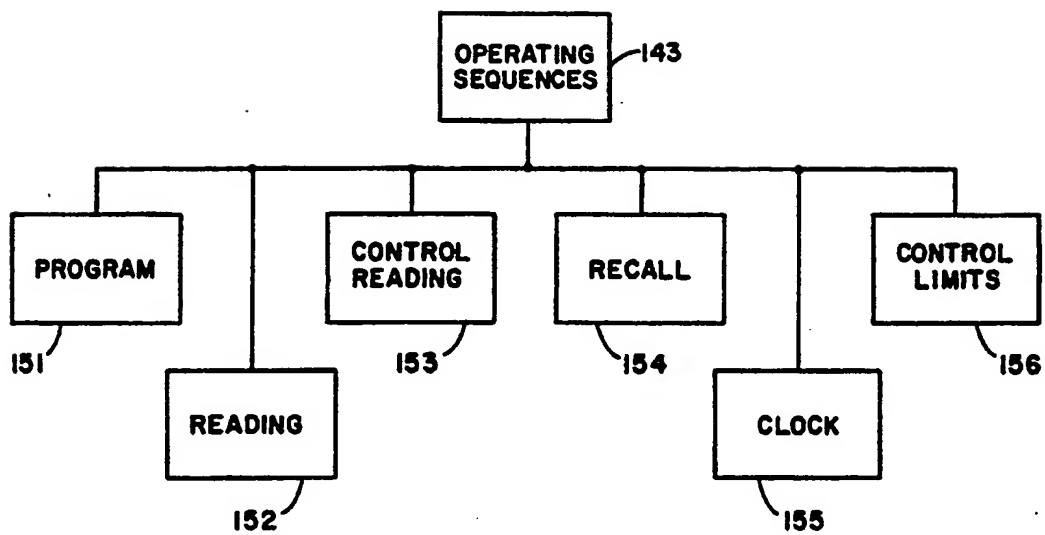 OPERATING
SEQUENCES
143
PROGRAM
151
READING
152
CONTROL
READING
153
RECALL
154
CLOCK
155
CONTROL
LIMITS
156